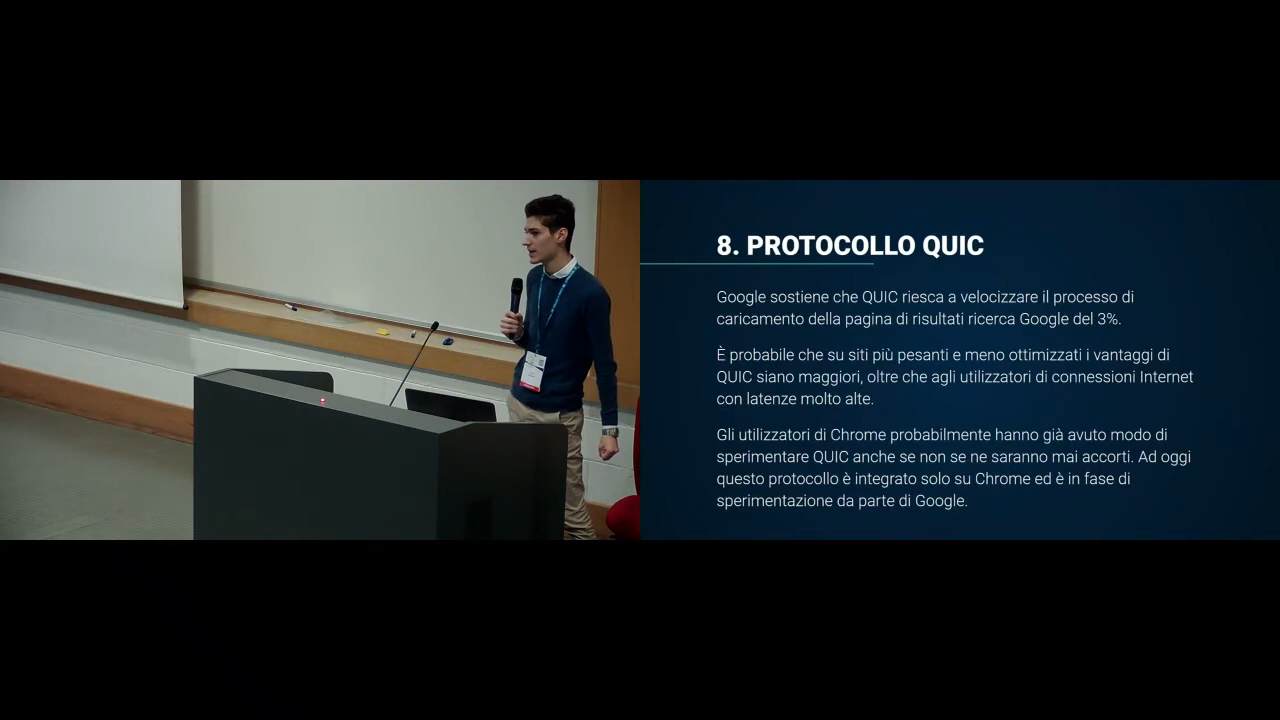 8. PROTOCOLLO QUIC
Google sostiene che QUIC riesca a velocizzare il processo di
caricamento della pagina di risultati ricerca Google del 3%.
È probabile che su siti più pesanti e meno ottimizzati i vantaggi di
QUIC siano maggiori, oltre che agli utilizzatori di connessioni Internet
con latenze molto alte.
Gli utilizzatori di Chrome probabilmente hanno già avuto modo di
sperimentare QUIC anche se non se ne saranno mai accorti. Ad oggi
questo protocollo è integrato solo su Chrome ed è in fase di
sperimentazione da parte di Google.